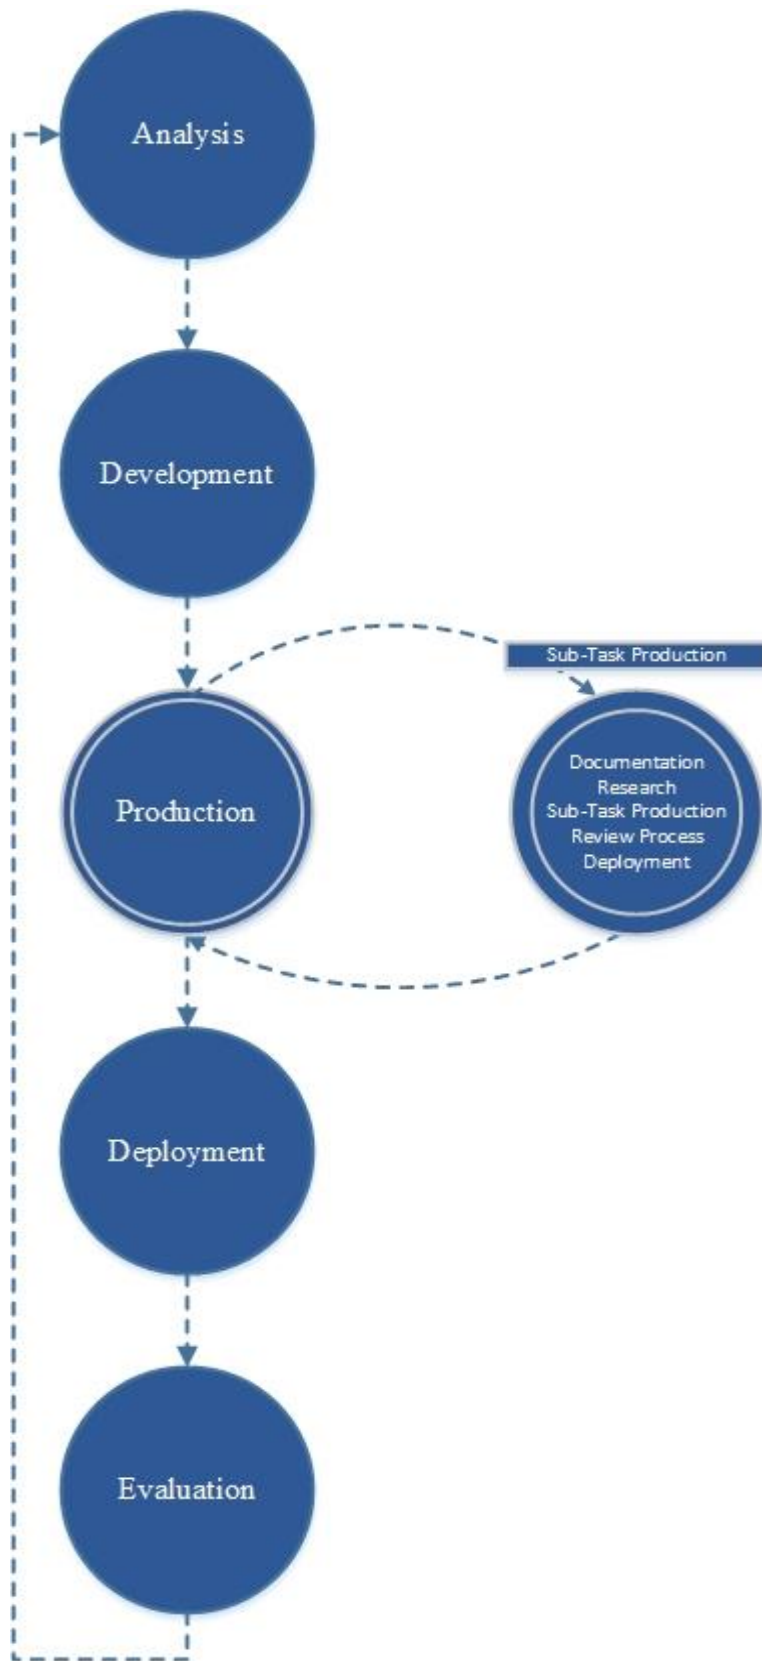 Analysis
Development
Sub-Task Production
Production
Documentation
Research
Sub-Task Production
Review Process
Deployment
Deployment
Evaluation